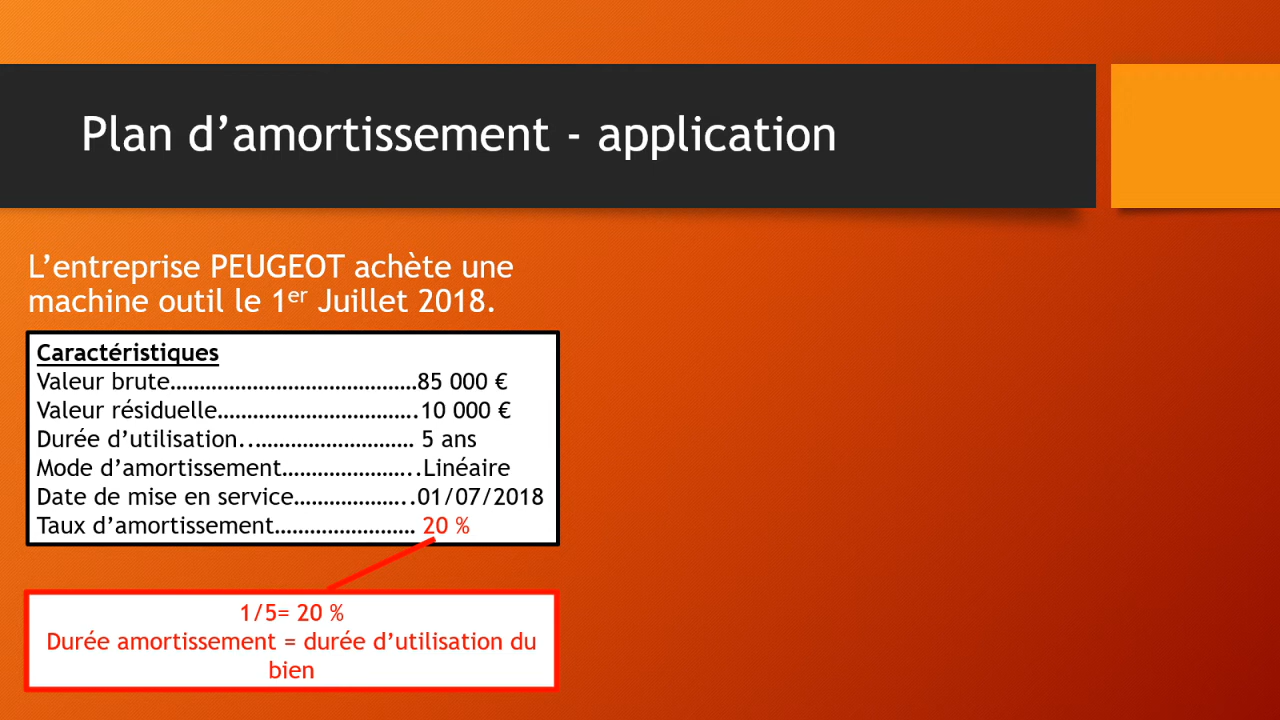 Plan d’amortissement - application
L’entreprise PEUGEOT achète une
machine outil le 1er Juillet 2018.
Caractéristiques
Valeur brute……………………………………85 000 €
Valeur résiduelle…………………………….10 000 €
Durée d’utilisation..……………………… 5 ans
Mode d’amortissement…………………..Linéaire
Date de mise en service………………..01/07/2018
Taux d’amortissement…………………… 20 %
1/5= 20 %
Durée amortissement = durée d’utilisation du
bien